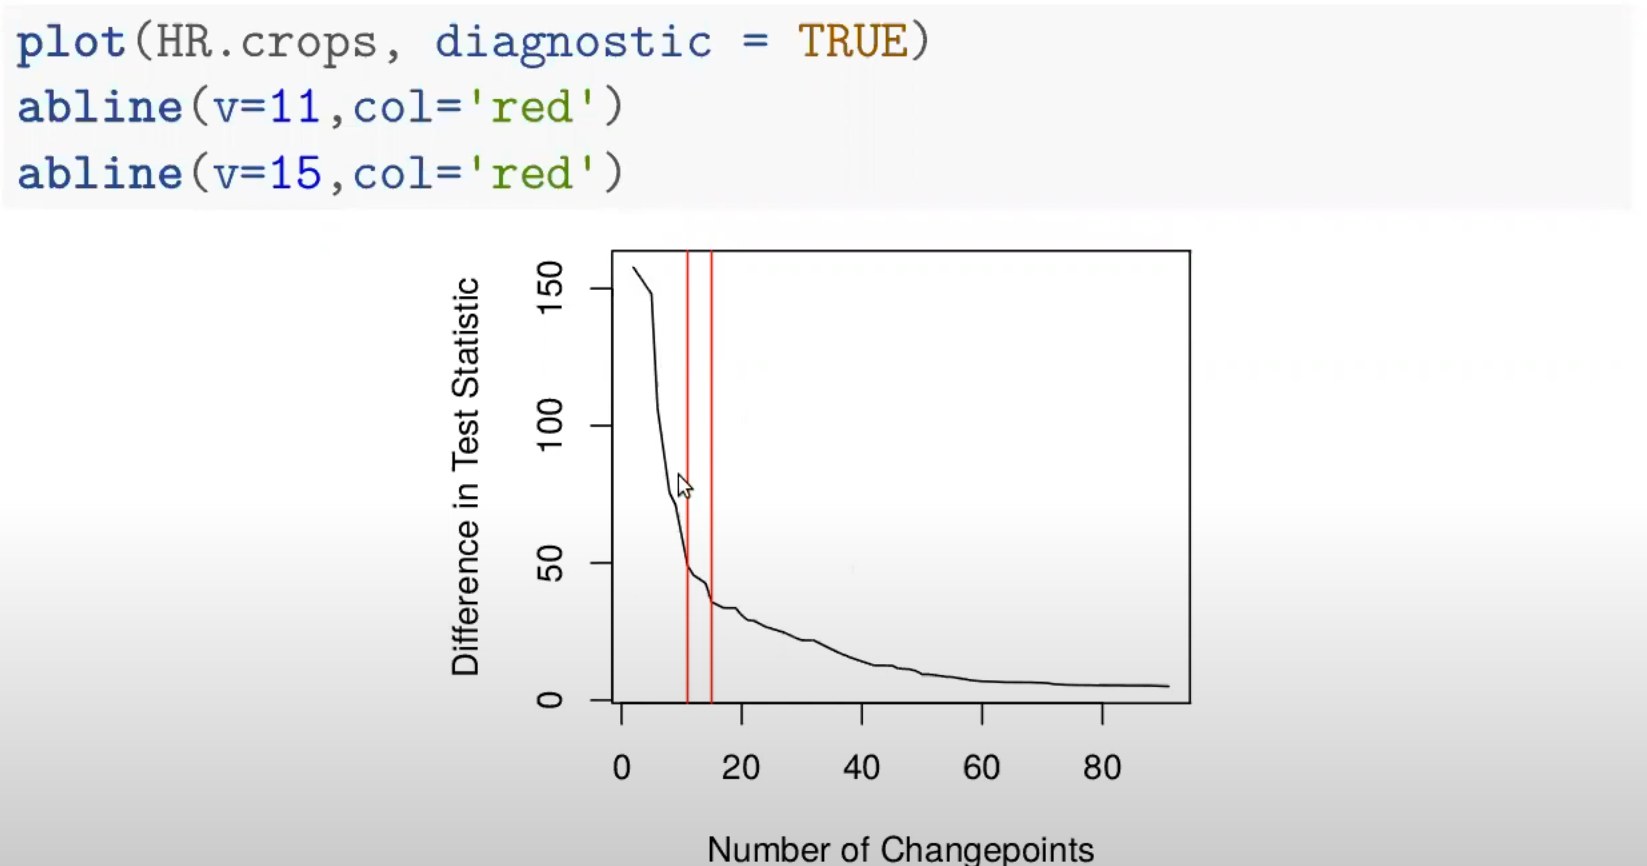 plot(HR.crops, diagnostic = TRUE)
abline(v=11,col='red')
abline(v=15,col='red')
Difference in Test Statistic
150
100
50
0
0 20 40 60 80
Number of Changepoints